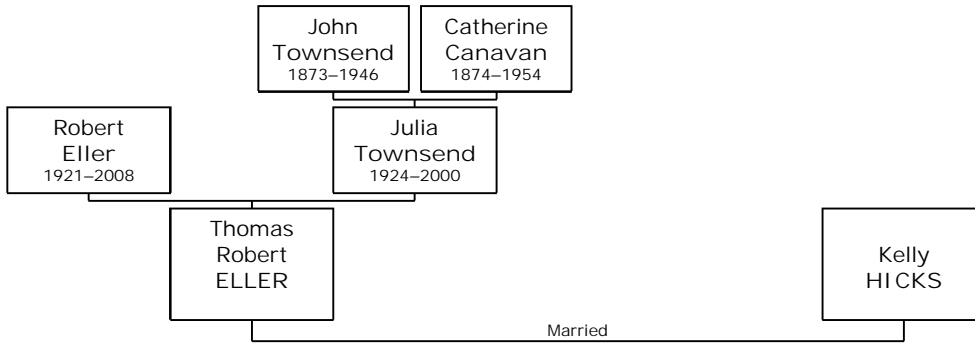 John
Townsend
1873–1946
Catherine
Canavan
1874–1954
Robert
Eller
1921–2008
Julia
Townsend
1924–2000
Thomas
Robert
ELLER
Kelly
HICKS
Married